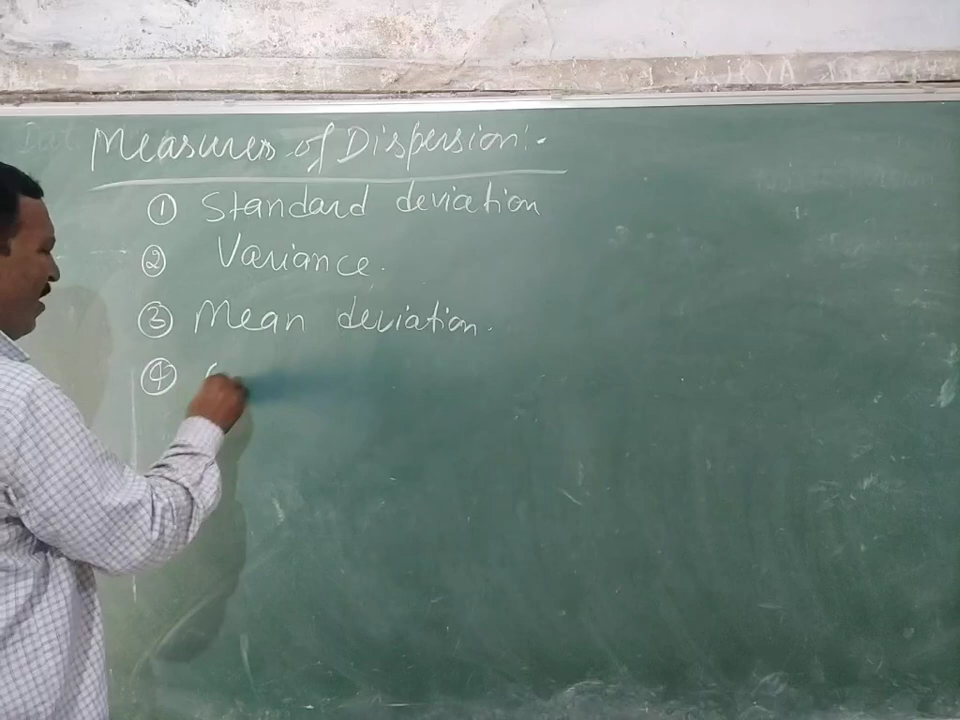 Measures of Dispersion:-
① Standard deviation
② Variance.
③ Mean deviation.
④